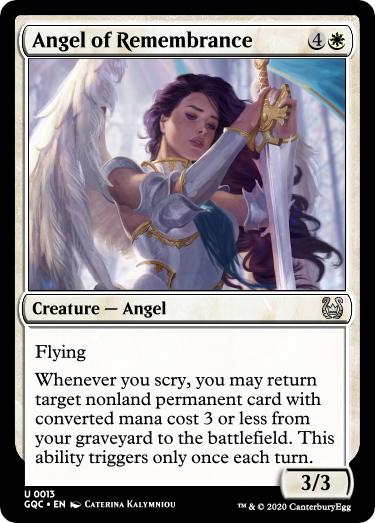 Angel of Remembrance 4
Creature — Angel
Flying
Whenever you scry, you may return
target nonland permanent card with
converted mana cost 3 or less from
your graveyard to the battlefield. This
ability triggers only once each turn.
3/3
U 0013
GQC • EN Caterina Kalymniou
™ & © 2020 CanterburyEgg